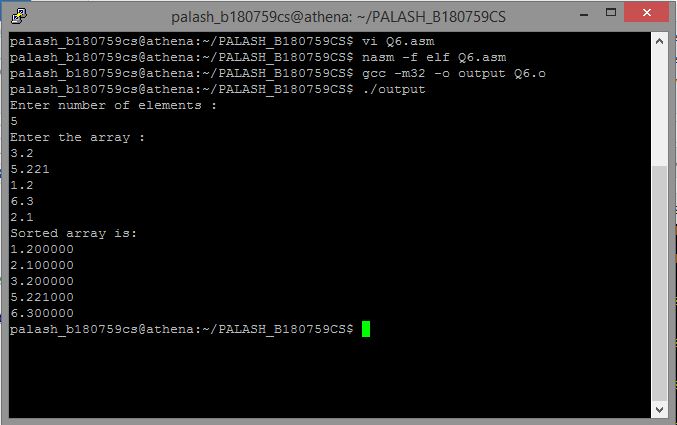 palash_b180759cs@athena: ~/PALASH_B180759CS
palash_b180759cs@athena:~/PALASH_B180759CS$ vi Q6.asm
palash_b180759cs@athena:~/PALASH_B180759CS$ nasm -f elf Q6.asm
palash_b180759cs@athena:~/PALASH_B180759CS$ gcc -m32 -o output Q6.o
palash_b180759cs@athena:~/PALASH_B180759CS$ ./output
Enter number of elements :
5
Enter the array :
3.2
5.221
1.2
6.3
2.1
Sorted array is:
1.200000
2.100000
3.200000
5.221000
6.300000
palash_b180759cs@athena:~/PALASH_B180759CS$